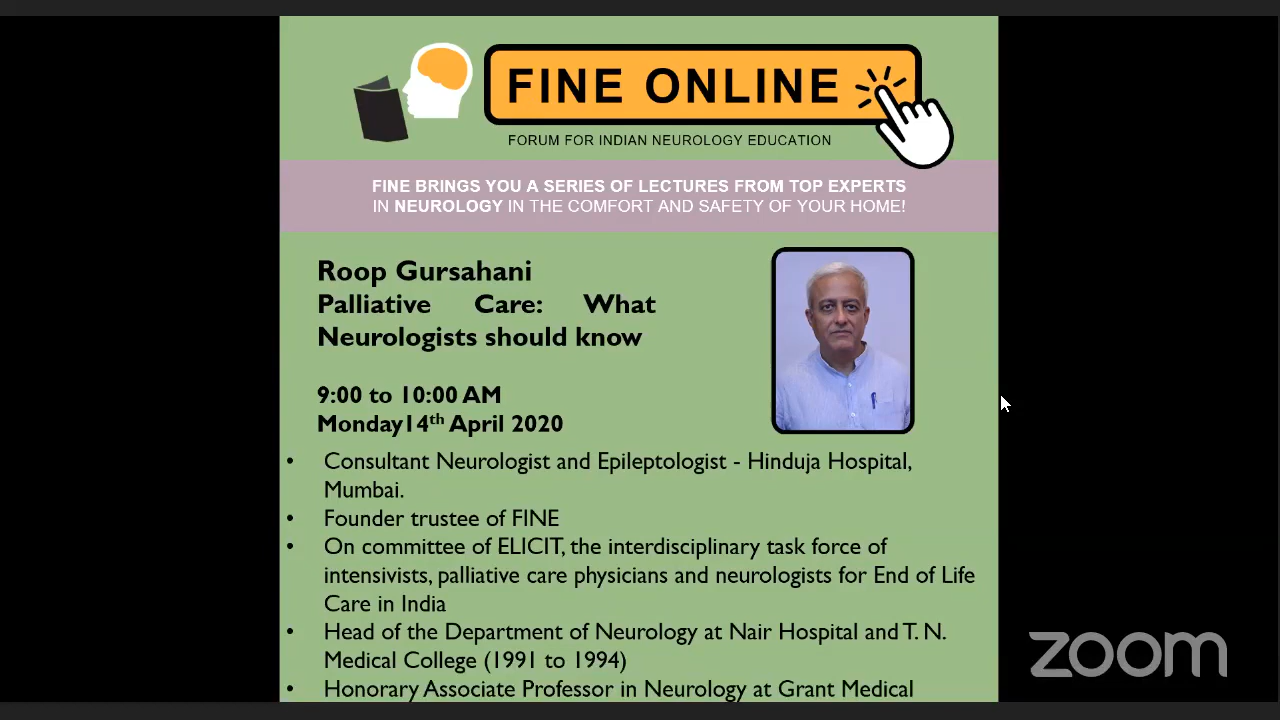 FINE ONLINE
FORUM FOR INDIAN NEUROLOGY EDUCATION
FINE BRINGS YOU A SERIES OF LECTURES FROM TOP EXPERTS
IN NEUROLOGY IN THE COMFORT AND SAFETY OF YOUR HOME!
Roop Gursahani
Palliative Care: What
Neurologists should know
9:00 to 10:00 AM
Monday14th April 2020
• Consultant Neurologist and Epileptologist - Hinduja Hospital,
Mumbai.
• Founder trustee of FINE
• On committee of ELICIT, the interdisciplinary task force of
intensivists, palliative care physicians and neurologists for End of Life
Care in India
• Head of the Department of Neurology at Nair Hospital and T. N.
Medical College (1991 to 1994)
• Honorary Associate Professor in Neurology at Grant Medical
zoom